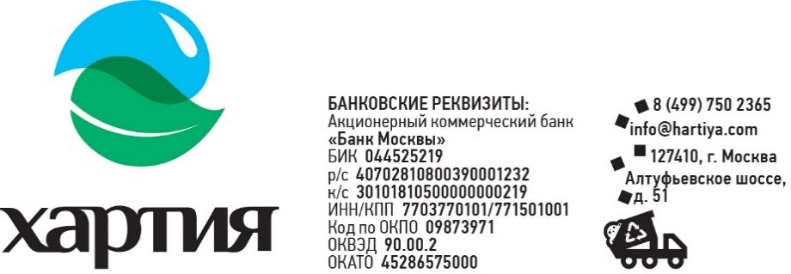 хартия
БАНКОВСКИЕ РЕКВИЗИТЫ:
Акционерный коммерческий банк
«Банк Москвы»
БИК 044525219
р/с 40702810800390001232
к/с 30101810500000000219
ИНН/КПП 7703770101/771501001
Код по ОКПО 09873971
ОКВЭД 90.00.2
ОКАТО 45286575000
8 (499) 750 2365
info@hartiya.com
127410, г. Москва
Алтуфьевское шоссе,
д. 51